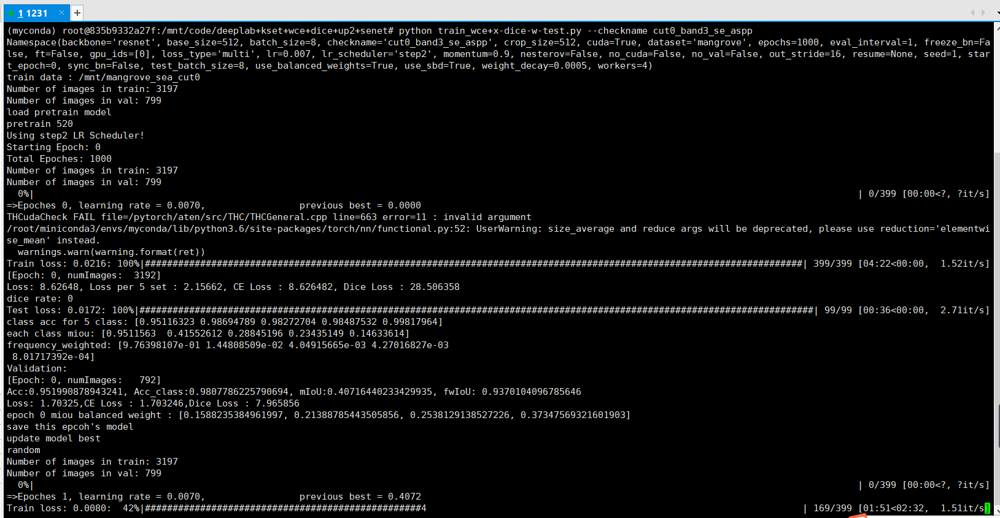 1 1231 × +
(myconda) root@835b9332a27f:/mnt/code/deeplab+kset+wce+dice+up2+senet# python train_wce+x-dice-w-test.py --checkname cut0_band3_se_aspp
Namespace(backbone='resnet', base_size=512, batch_size=8, checkname='cut0_band3_se_aspp', crop_size=512, cuda=True, dataset='mangrove', epochs=1000, eval_interval=1, freeze_bn=Fa
lse, ft=False, gpu_ids=[0], loss_type='multi', lr=0.007, lr_scheduler='step2', momentum=0.9, nesterov=False, no_cuda=False, no_val=False, out_stride=16, resume=None, seed=1, star
t_epoch=0, sync_bn=False, test_batch_size=8, use_balanced_weights=True, use_sbd=True, weight_decay=0.0005, workers=4)
train data : /mnt/mangrove_sea_cut0
Number of images in train: 3197
Number of images in val: 799
load pretrain model
pretrain 520
Using step2 LR Scheduler!
Starting Epoch: 0
Total Epoches: 1000
Number of images in train: 3197
Number of images in val: 799
0%| | 0/399 [00:00<?, ?it/s]
=>Epoches 0, learning rate = 0.0070, previous best = 0.0000
THCudaCheck FAIL file=/pytorch/aten/src/THC/THCGeneral.cpp line=663 error=11 : invalid argument
/root/miniconda3/envs/myconda/lib/python3.6/site-packages/torch/nn/functional.py:52: UserWarning: size_average and reduce args will be deprecated, please use reduction='elementwi
se_mean' instead.
warnings.warn(warning.format(ret))
Train loss: 0.0216: 100%|#######################################################################################################################| 399/399 [04:22<00:00, 1.52it/s]
[Epoch: 0, numImages: 3192]
Loss: 8.62648, Loss per 5 set : 2.15662, CE Loss : 8.626482, Dice Loss : 28.506358
dice rate: 0
Test loss: 0.0172: 100%|##########################################################################################################################| 99/99 [00:36<00:00, 2.71it/s]
class acc for 5 class: [0.95116323 0.98694789 0.98272704 0.98487532 0.99817964]
each class miou: [0.9511563 0.41552612 0.28845196 0.23435149 0.14633614]
frequency_weighted: [9.76398107e-01 1.44808509e-02 4.04915665e-03 4.27016827e-03
8.01717392e-04]
Validation:
[Epoch: 0, numImages: 792]
Acc:0.951990878943241, Acc_class:0.9807786225790694, mIoU:0.40716440233429935, fwIoU: 0.9370104096785646
Loss: 1.70325,CE Loss : 1.703246,Dice Loss : 7.965856
epoch 0 miou balanced weight : [0.1588235384961997, 0.21388785443505856, 0.2538129138527226, 0.37347569321601903]
save this epcoh's model
update model best
random
Number of images in train: 3197
Number of images in val: 799
0%| | 0/399 [00:00<?, ?it/s]
=>Epoches 1, learning rate = 0.0070, previous best = 0.4072
Train loss: 0.0080: 42%|##################################################4 | 169/399 [01:51<02:32, 1.51it/s]